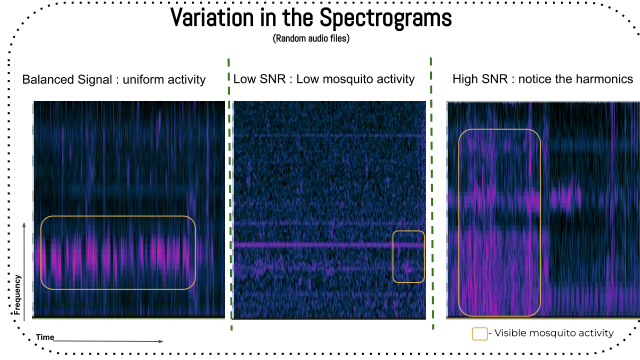 Variation in the Spectrograms
(Random audio files)
Balanced Signal : uniform activity
Low SNR : Low mosquito activity
High SNR : notice the harmonics
Frequency
Time
- Visible mosquito activity